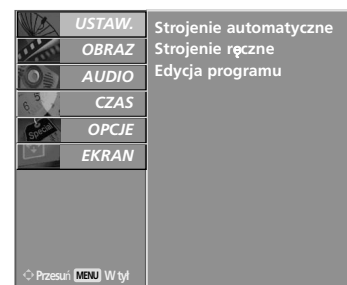 USTAW.
OBRAZ
AUDIO
CZAS
OPCJE
EKRAN
Strojenie automatyczne
Strojenie ręczne
Edycja programu
Przesuń MENU W tył